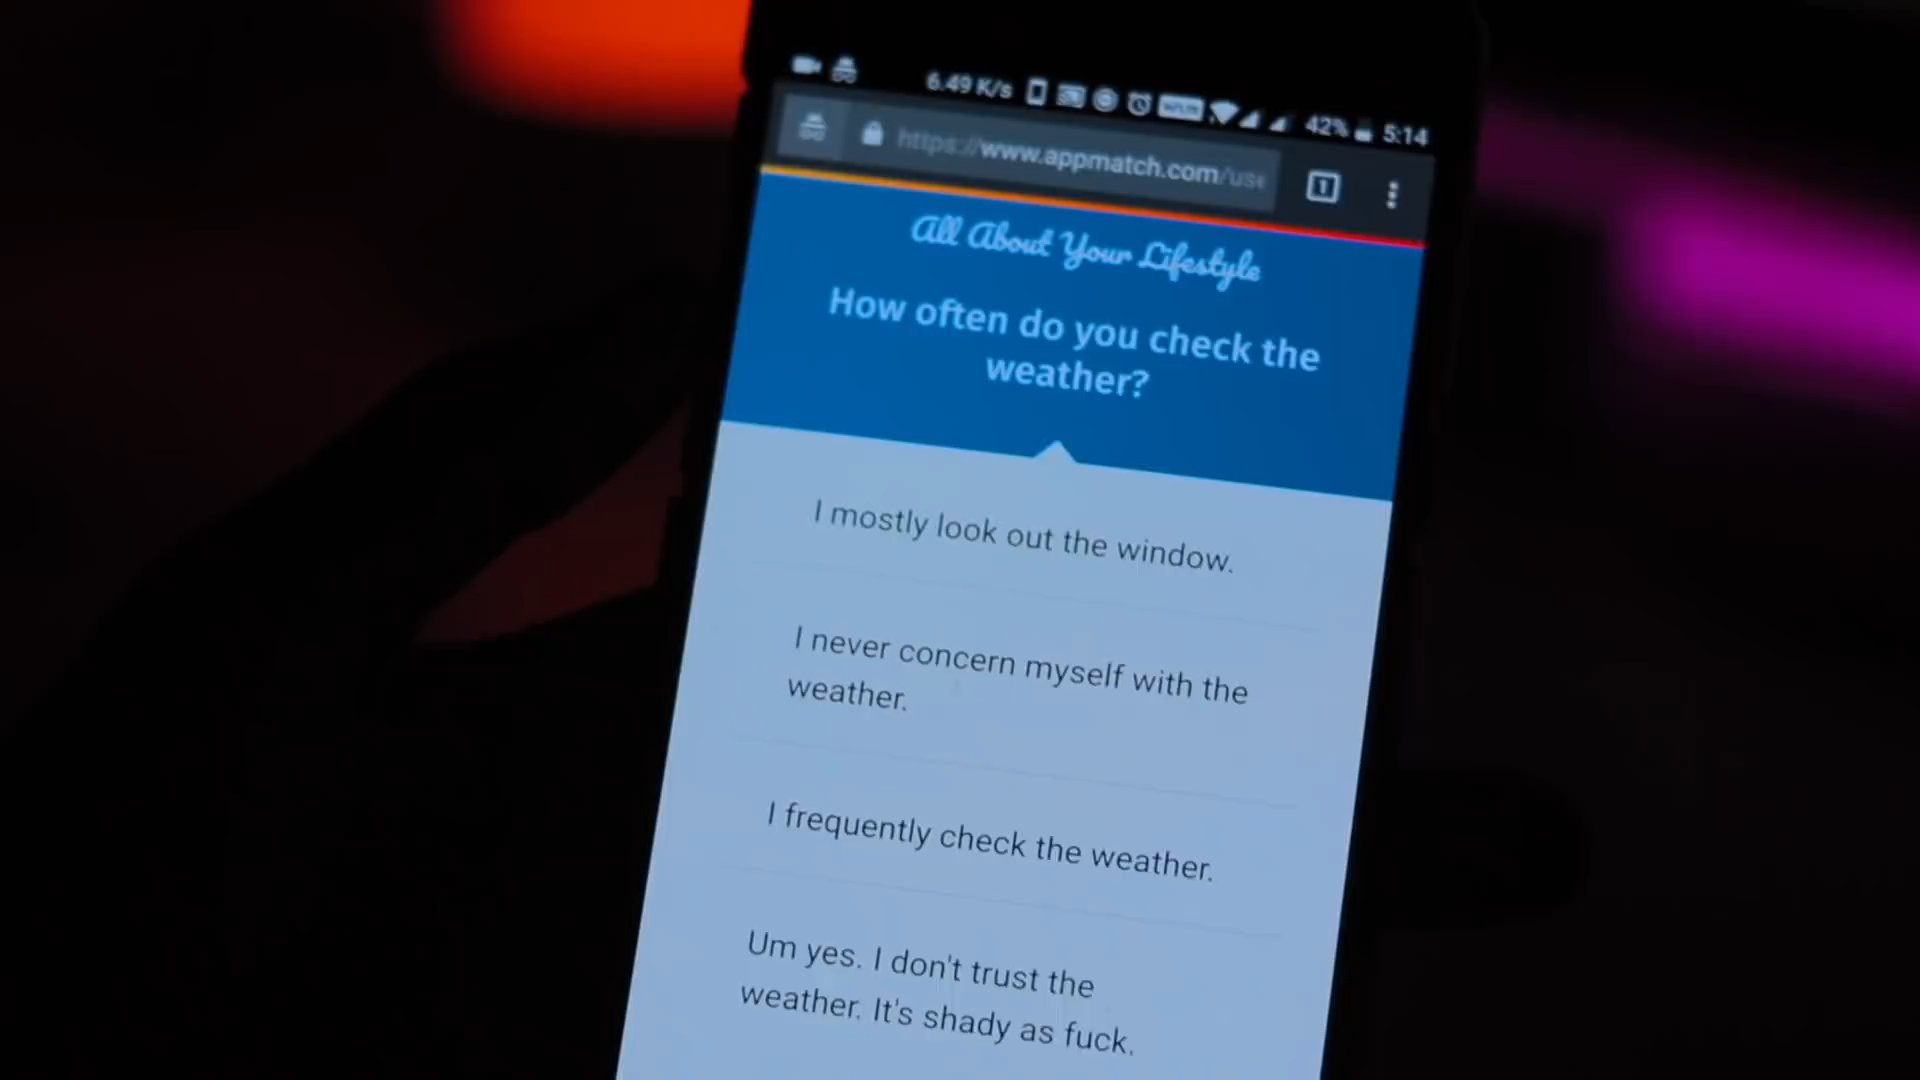 6.49 K/s 42% 5:14
https://www.appmatch.com/use
1
All About Your Lifestyle
How often do you check the
weather?
I mostly look out the window.
I never concern myself with the
weather.
I frequently check the weather.
Um yes. I don't trust the
weather. It's shady as fuck.